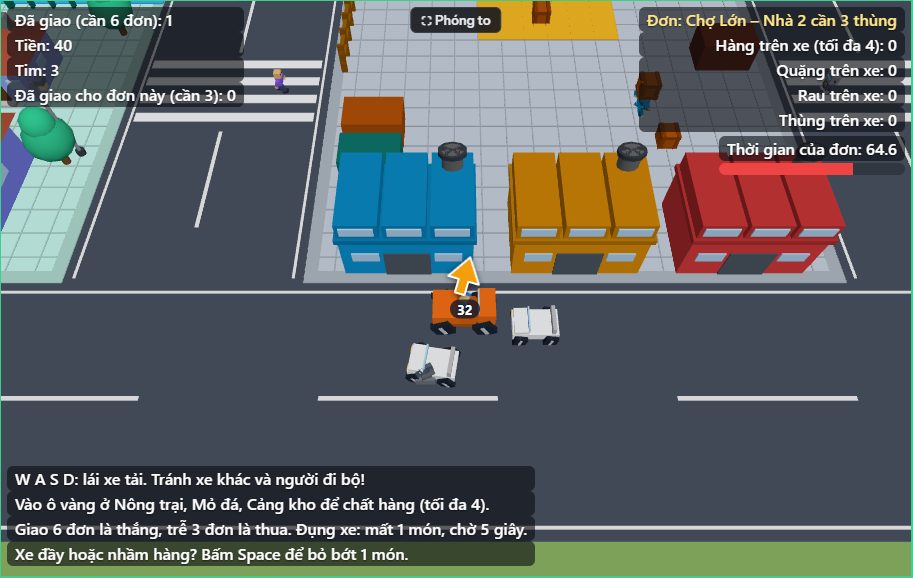 Đã giao (cần 6 đơn): 1
Tiền: 40
Tim: 3
Đã giao cho đơn này (cần 3): 0
Phóng to
Đơn: Chợ Lớn – Nhà 2 cần 3 thùng
Hàng trên xe (tối đa 4): 0
Quặng trên xe: 0
Rau trên xe: 0
Thùng trên xe: 0
Thời gian của đơn: 64.6
32
W A S D: lái xe tải. Tránh xe khác và người đi bộ!
Vào ô vàng ở Nông trại, Mỏ đá, Cảng kho để chất hàng (tối đa 4).
Giao 6 đơn là thắng, trễ 3 đơn là thua. Đụng xe: mất 1 món, chờ 5 giây.
Xe đầy hoặc nhầm hàng? Bấm Space để bỏ bớt 1 món.